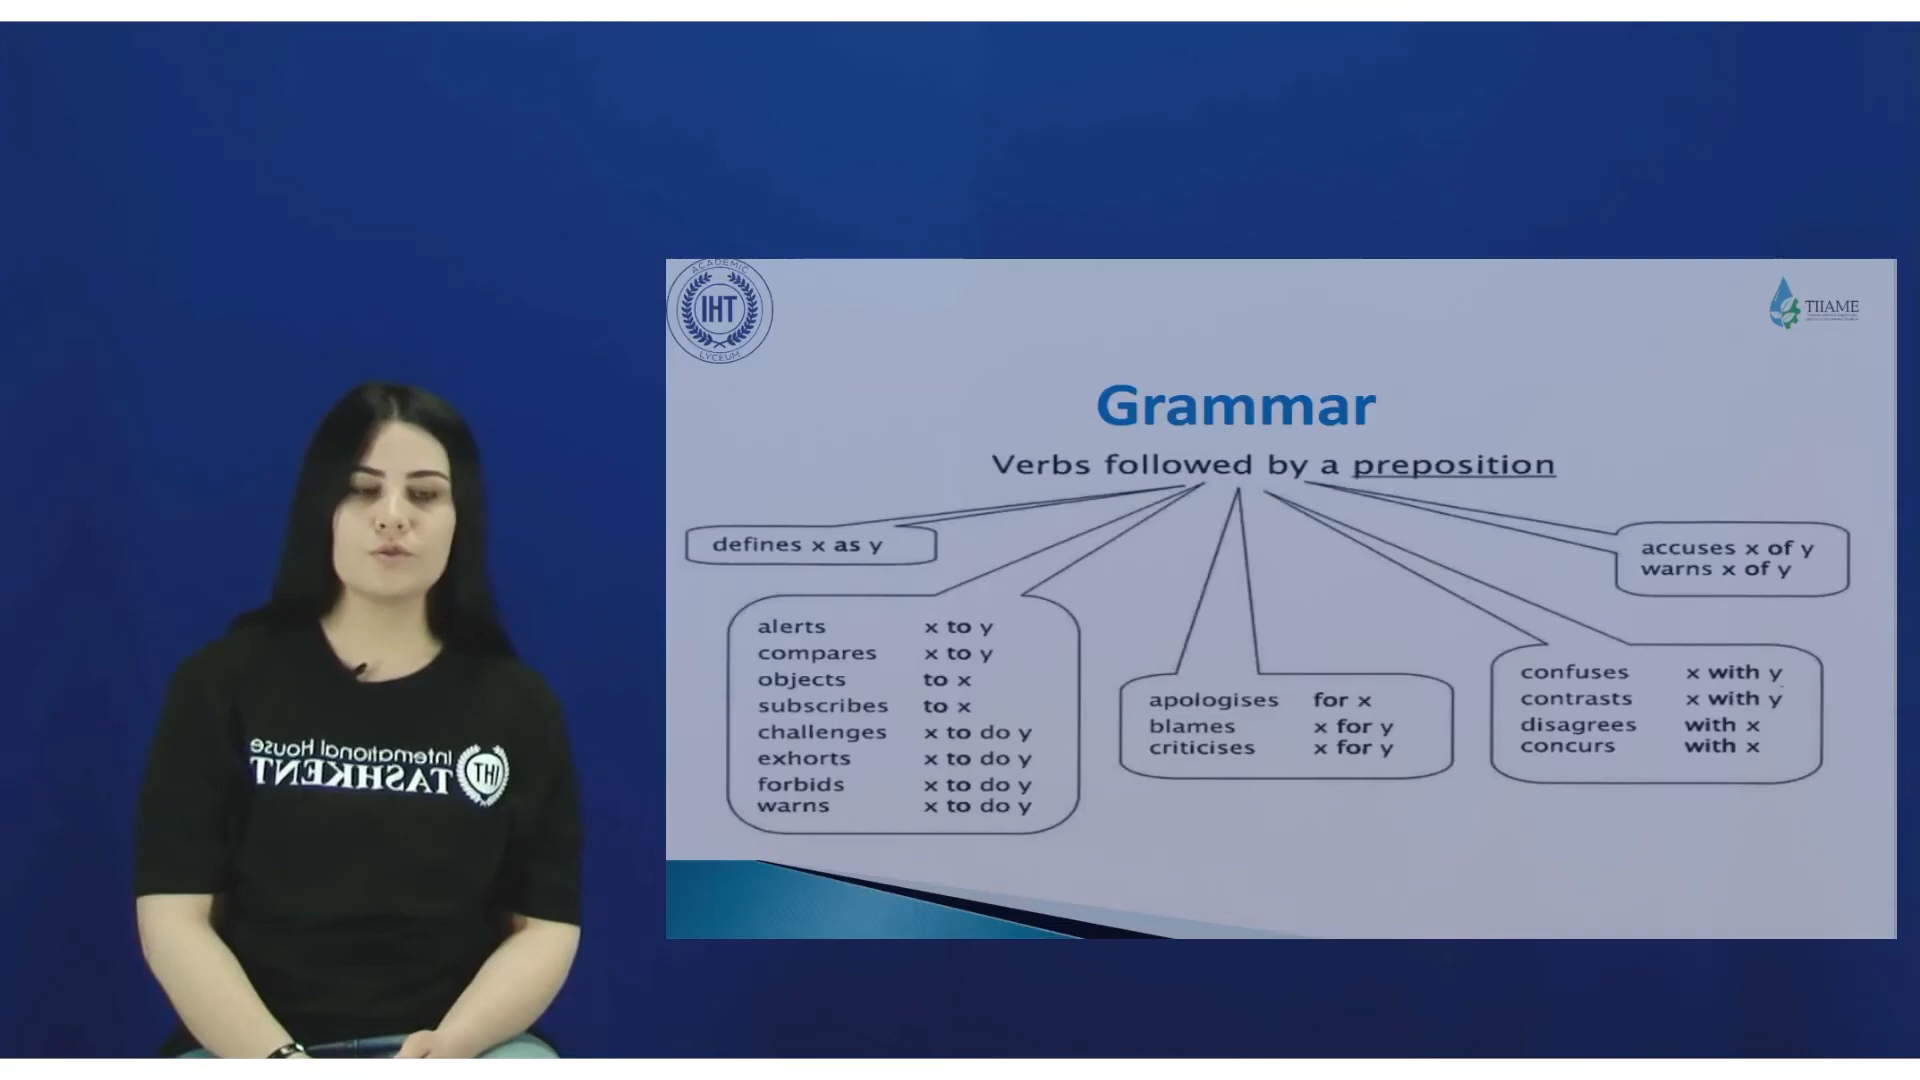 ACADEMIC
IHT
LYCEUM
TIIAME
Grammar
Verbs followed by a preposition
defines x as y
accuses x of y
warns x of y
alerts x to y
compares x to y
objects to x
subscribes to x
challenges x to do y
exhorts x to do y
forbids x to do y
warns x to do y
apologises for x
blames x for y
criticises x for y
confuses x with y
contrasts x with y
disagrees with x
concurs with x
International House
TASHKENT
IHT